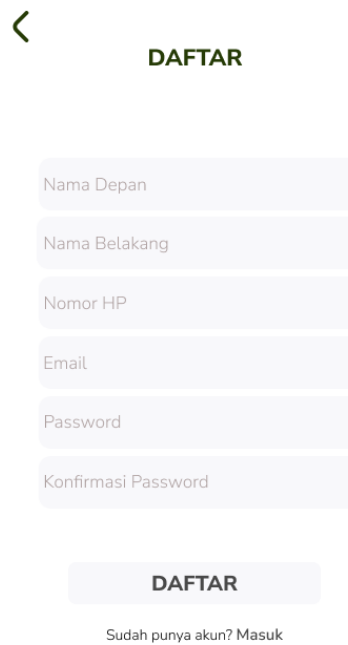 DAFTAR
Nama Depan
Nama Belakang
Nomor HP
Email
Password
Konfirmasi Password
DAFTAR
Sudah punya akun? Masuk